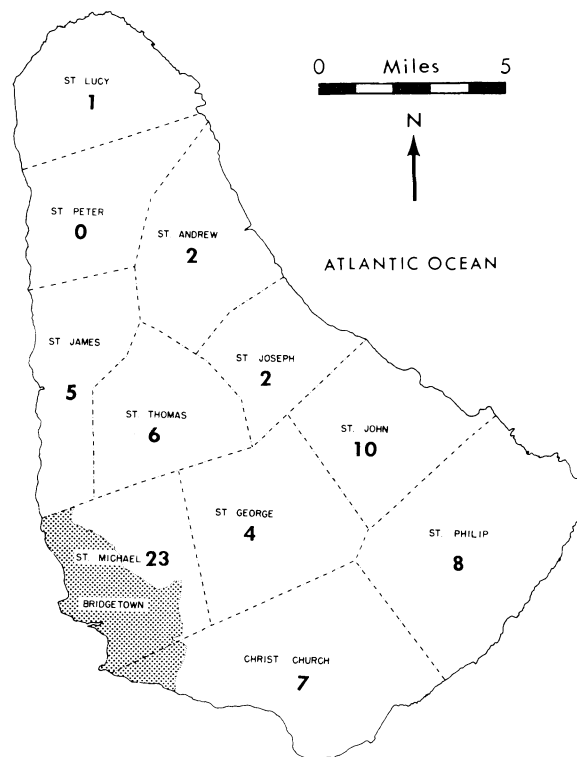 0 Miles 5
N
ATLANTIC OCEAN
ST LUCY
1
ST PETER
0
ST ANDREW
2
ST JAMES
5
ST JOSEPH
2
ST THOMAS
6
ST. JOHN
10
ST GEORGE
4
ST. PHILIP
8
ST MICHAEL 23
BRIDGETOWN
CHRIST CHURCH
7